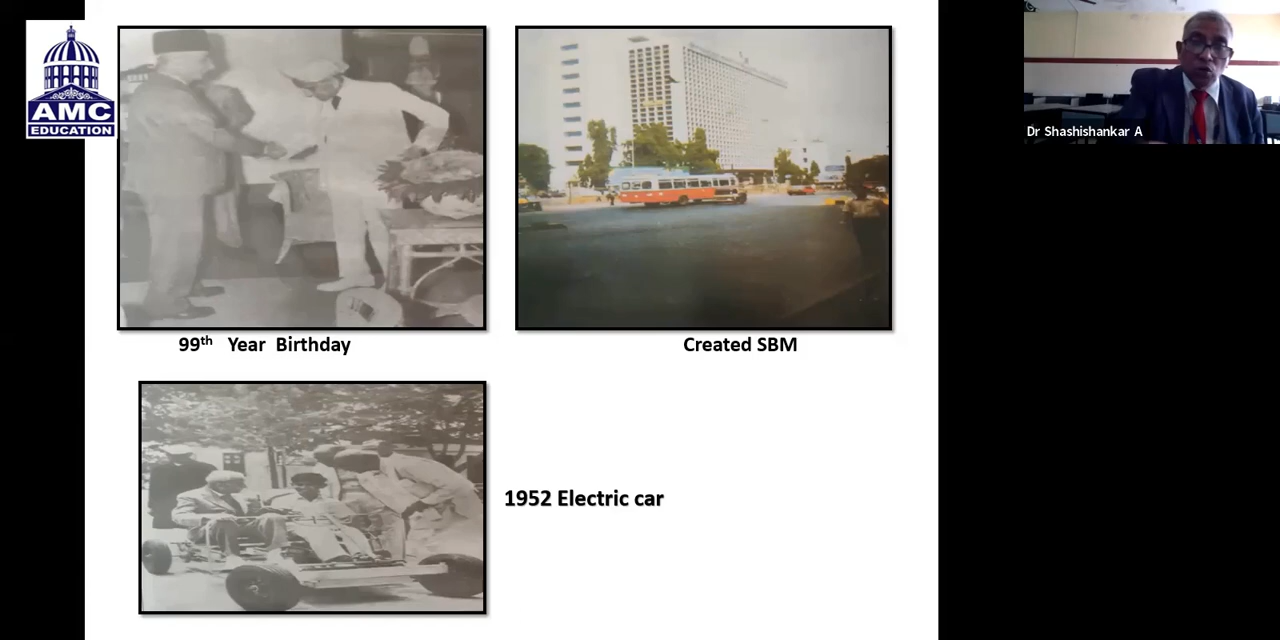 AMC
EDUCATION
Dr Shashishankar A
99th Year Birthday
Created SBM
1952 Electric car